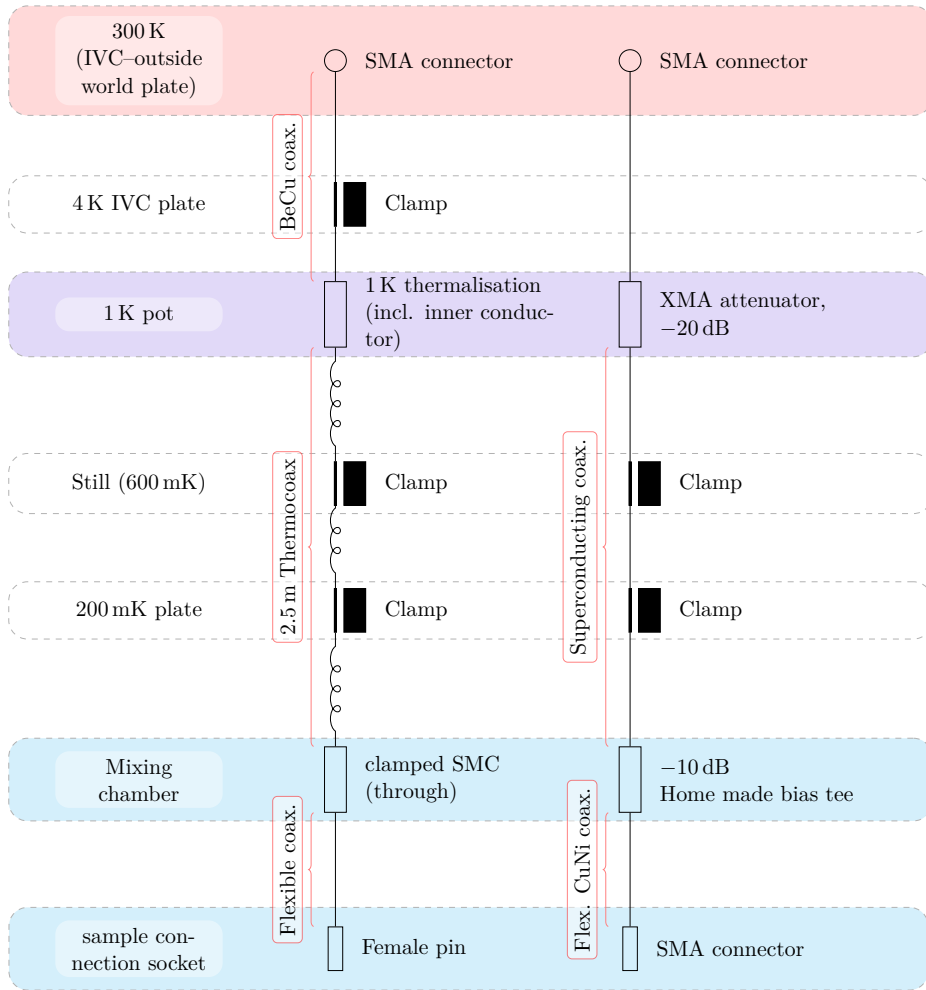 300 K
(IVC–outside
world plate)
SMA connector
SMA connector
BeCu coax.
4 K IVC plate
Clamp
1 K pot
1 K thermalisation
(incl. inner conduc-
tor)
XMA attenuator,
−20 dB
Still (600 mK)
Clamp
Clamp
2.5 m Thermocoax
Superconducting coax.
200 mK plate
Clamp
Clamp
Mixing
chamber
clamped SMC
(through)
−10 dB
Home made bias tee
Flexible coax.
Flex. CuNi coax.
sample con-
nection socket
Female pin
SMA connector